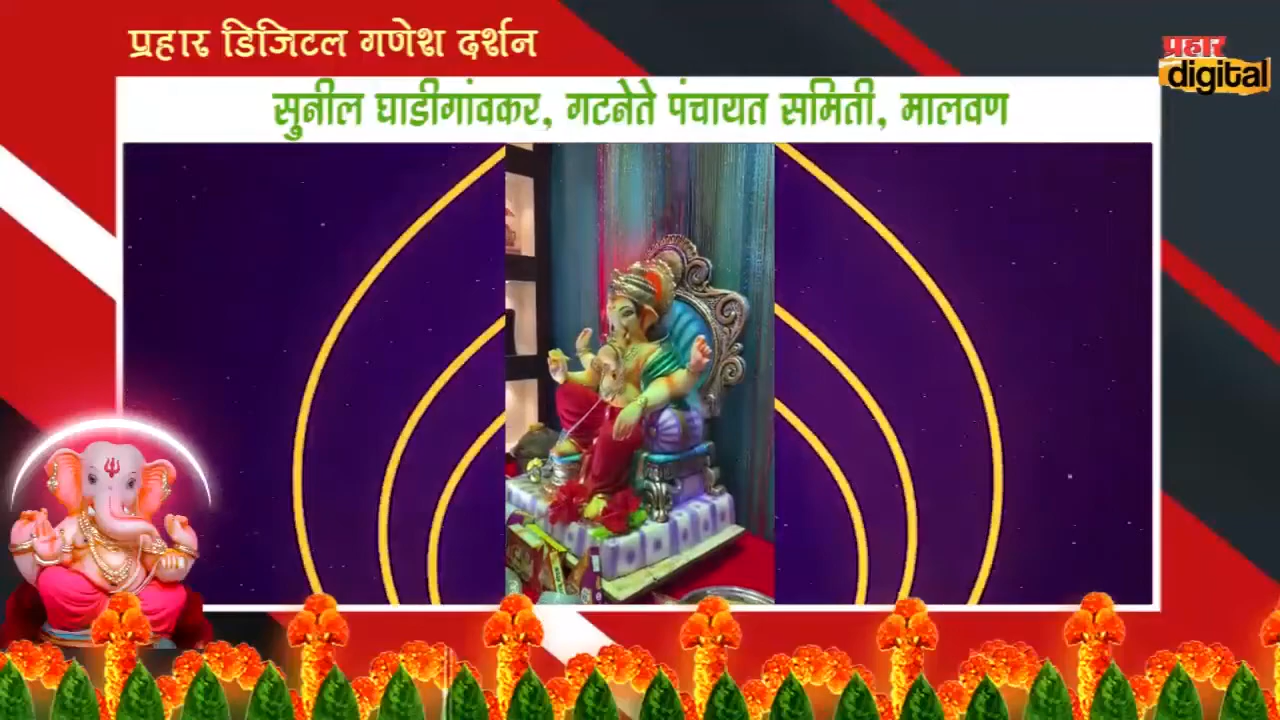 प्रहार डिजिटल गणेश दर्शन
प्रहार
digital
सुनील घाडीगांवकर, गटनेते पंचायत समिती, मालवण